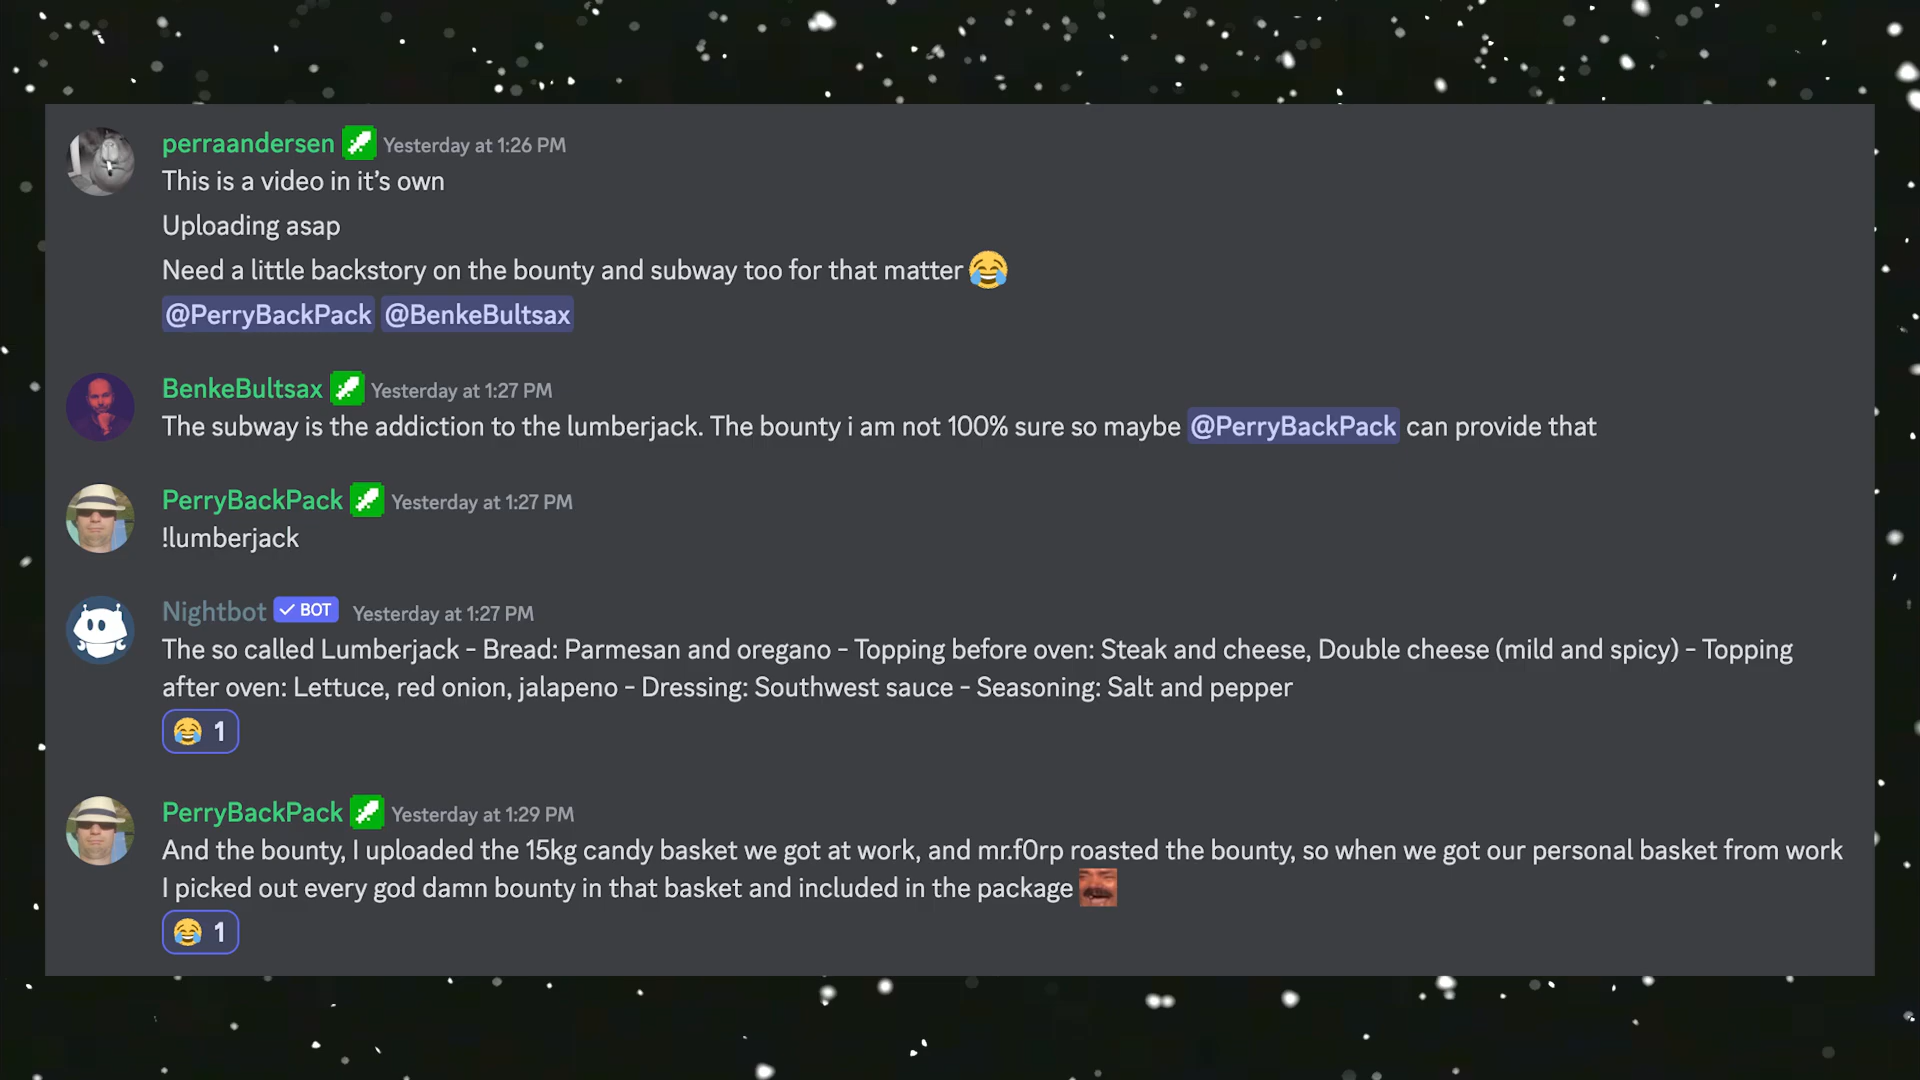 perraandersen Yesterday at 1:26 PM
This is a video in it’s own
Uploading asap
Need a little backstory on the bounty and subway too for that matter 😂
@PerryBackPack @BenkeBultsax
BenkeBultsax Yesterday at 1:27 PM
The subway is the addiction to the lumberjack. The bounty i am not 100% sure so maybe @PerryBackPack can provide that
PerryBackPack Yesterday at 1:27 PM
!lumberjack
Nightbot ✓ BOT Yesterday at 1:27 PM
The so called Lumberjack - Bread: Parmesan and oregano - Topping before oven: Steak and cheese, Double cheese (mild and spicy) - Topping
after oven: Lettuce, red onion, jalapeno - Dressing: Southwest sauce - Seasoning: Salt and pepper
😂 1
PerryBackPack Yesterday at 1:29 PM
And the bounty, I uploaded the 15kg candy basket we got at work, and mr.f0rp roasted the bounty, so when we got our personal basket from work
I picked out every god damn bounty in that basket and included in the package
😂 1